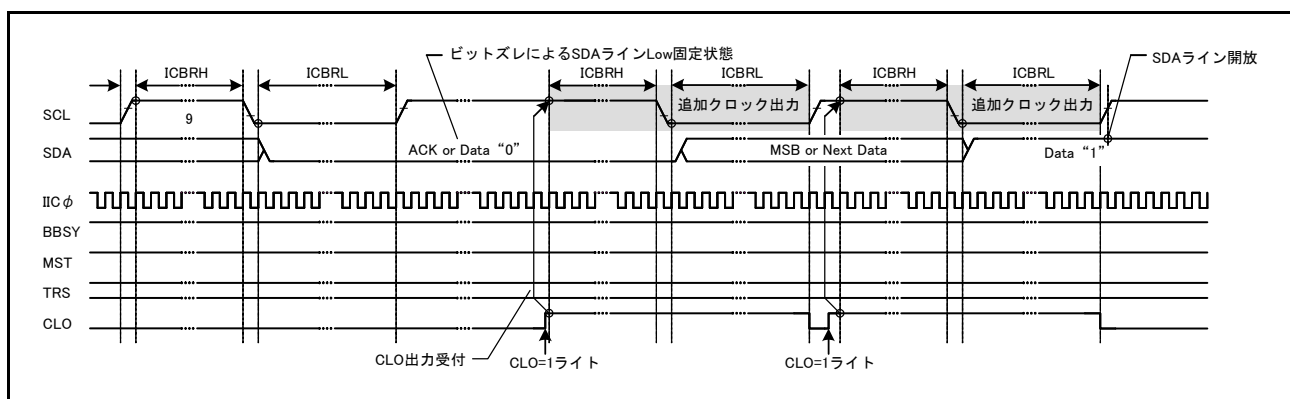 ビットズレによるSDAラインLow固定状態
SDAライン開放
ICBRH ICBRL ICBRH ICBRL ICBRH ICBRL
SCL 9 追加クロック出力 追加クロック出力
SDA ACK or Data “0” MSB or Next Data Data “1”
IICφ
BBSY
MST
TRS
CLO
CLO出力受付 CLO=1ライト CLO=1ライト